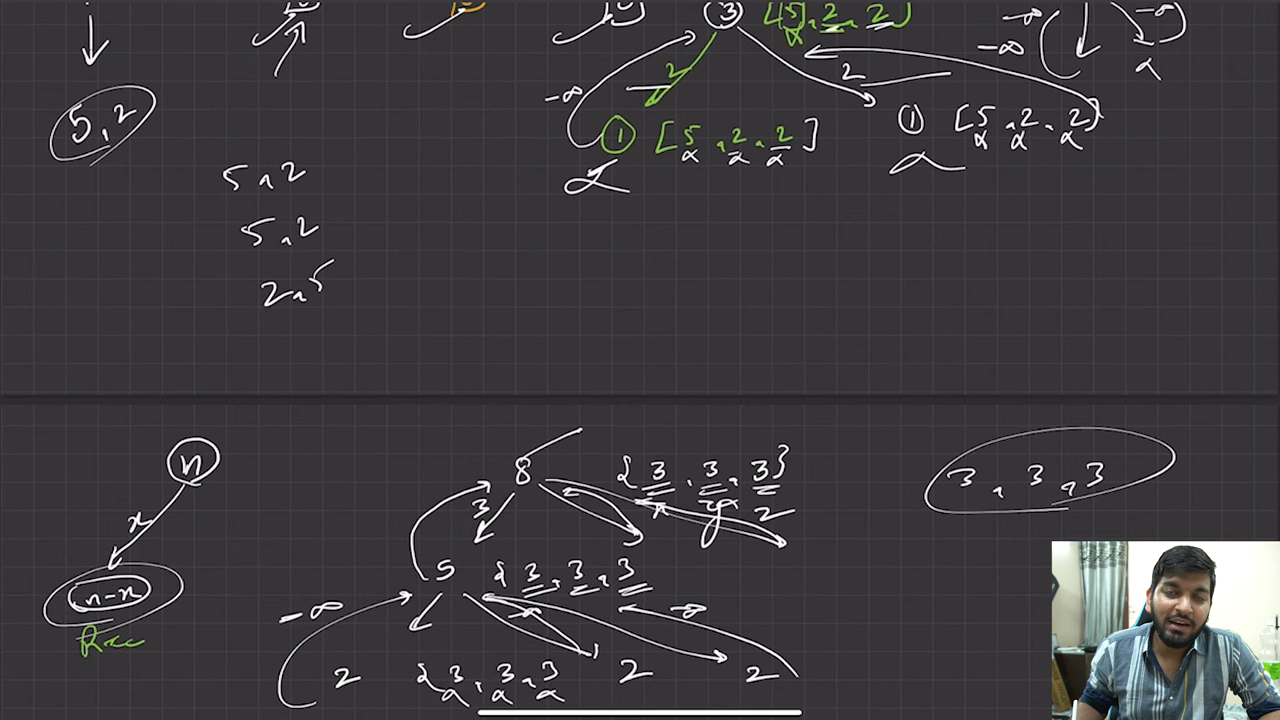 3 [5, 2, 2]
2
-∞ 2 -∞ -∞
5, 2
1 [5, 2, 2]
1 [5, 2, 2]
5, 2
5, 2
2, 5
n
8 {3, 3, 3}
3, 3, 3
x
3
x y z
n-x
5 {3, 3, 3}
-∞ -∞
Rec
2 {3, 3, 3} 2 2